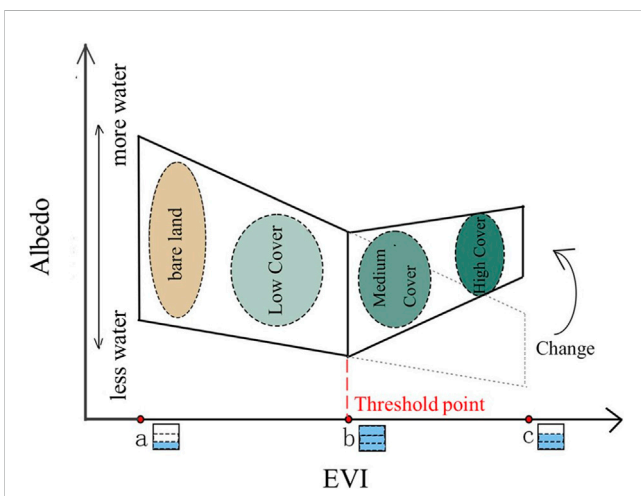 Albedo
more water
less water
bare land
Low Cover
Medium
Cover
High Cover
Change
Threshold point
a
b
c
EVI